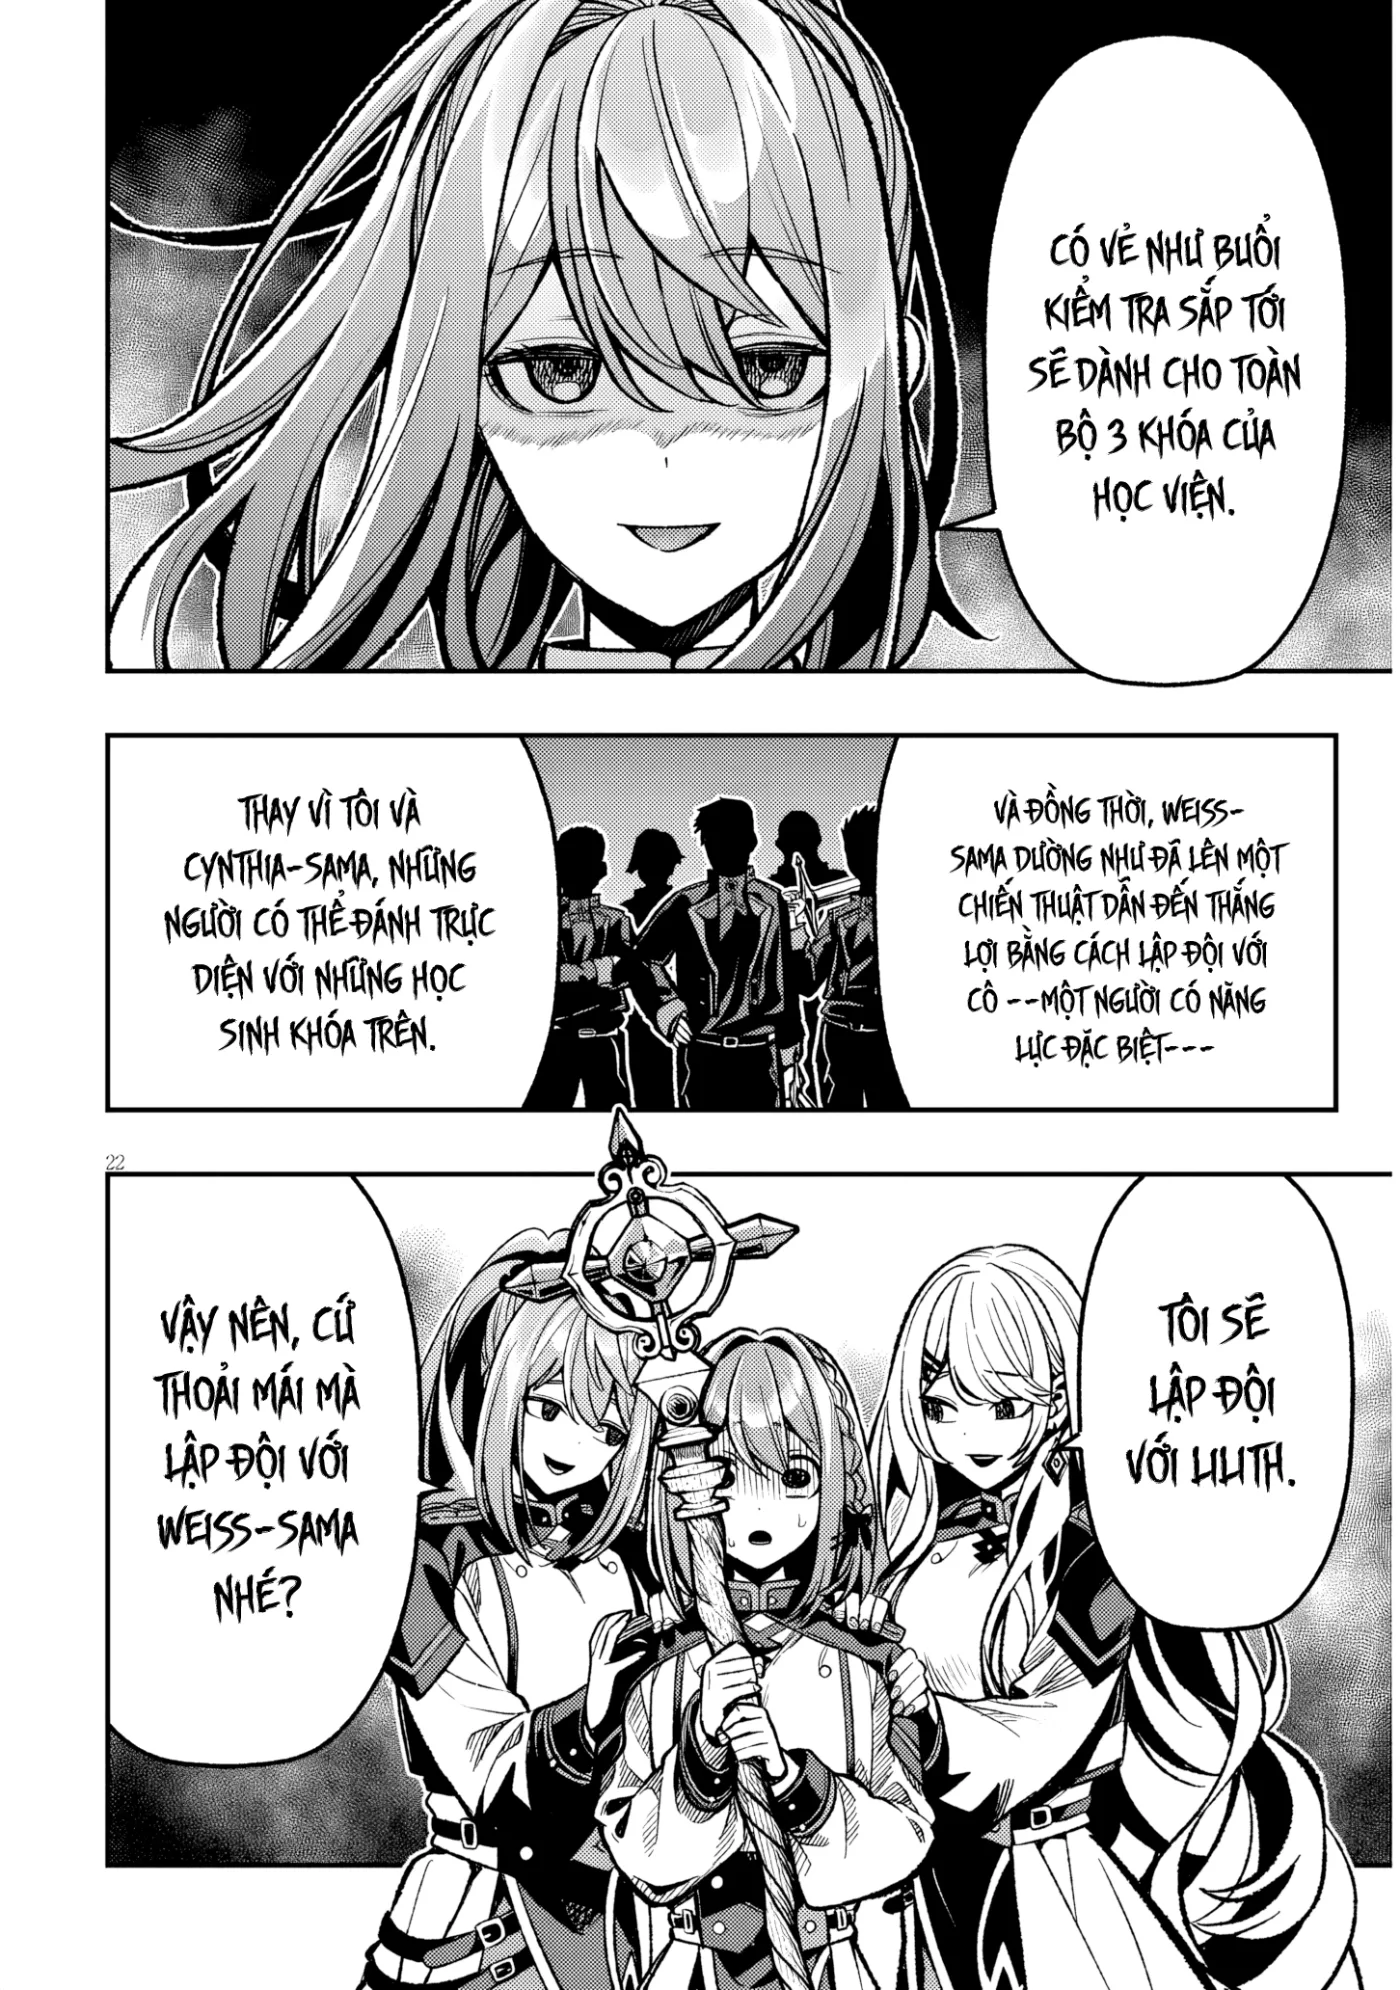 CÓ VẺ NHƯ BUỔI
KIỂM TRA SẮP TỚI
SẼ DÀNH CHO TOÀN
BỘ 3 KHÓA CỦA
HỌC VIỆN.
VÀ ĐỒNG THỜI, WEISS-
SAMA DƯỜNG NHƯ ĐÃ LÊN MỘT
CHIẾN THUẬT DẪN ĐẾN THẮNG
LỢI BẰNG CÁCH LẬP ĐỘI VỚI
CÔ --MỘT NGƯỜI CÓ NĂNG
LỰC ĐẶC BIỆT---
THAY VÌ TÔI VÀ
CYNTHIA-SAMA, NHỮNG
NGƯỜI CÓ THỂ ĐÁNH TRỰC
DIỆN VỚI NHỮNG HỌC
SINH KHÓA TRÊN.
22
TÔI SẼ
LẬP ĐỘI
VỚI LILITH.
VẬY NÊN, CỨ
THOẢI MÁI MÀ
LẬP ĐỘI VỚI
WEISS-SAMA
NHÉ?